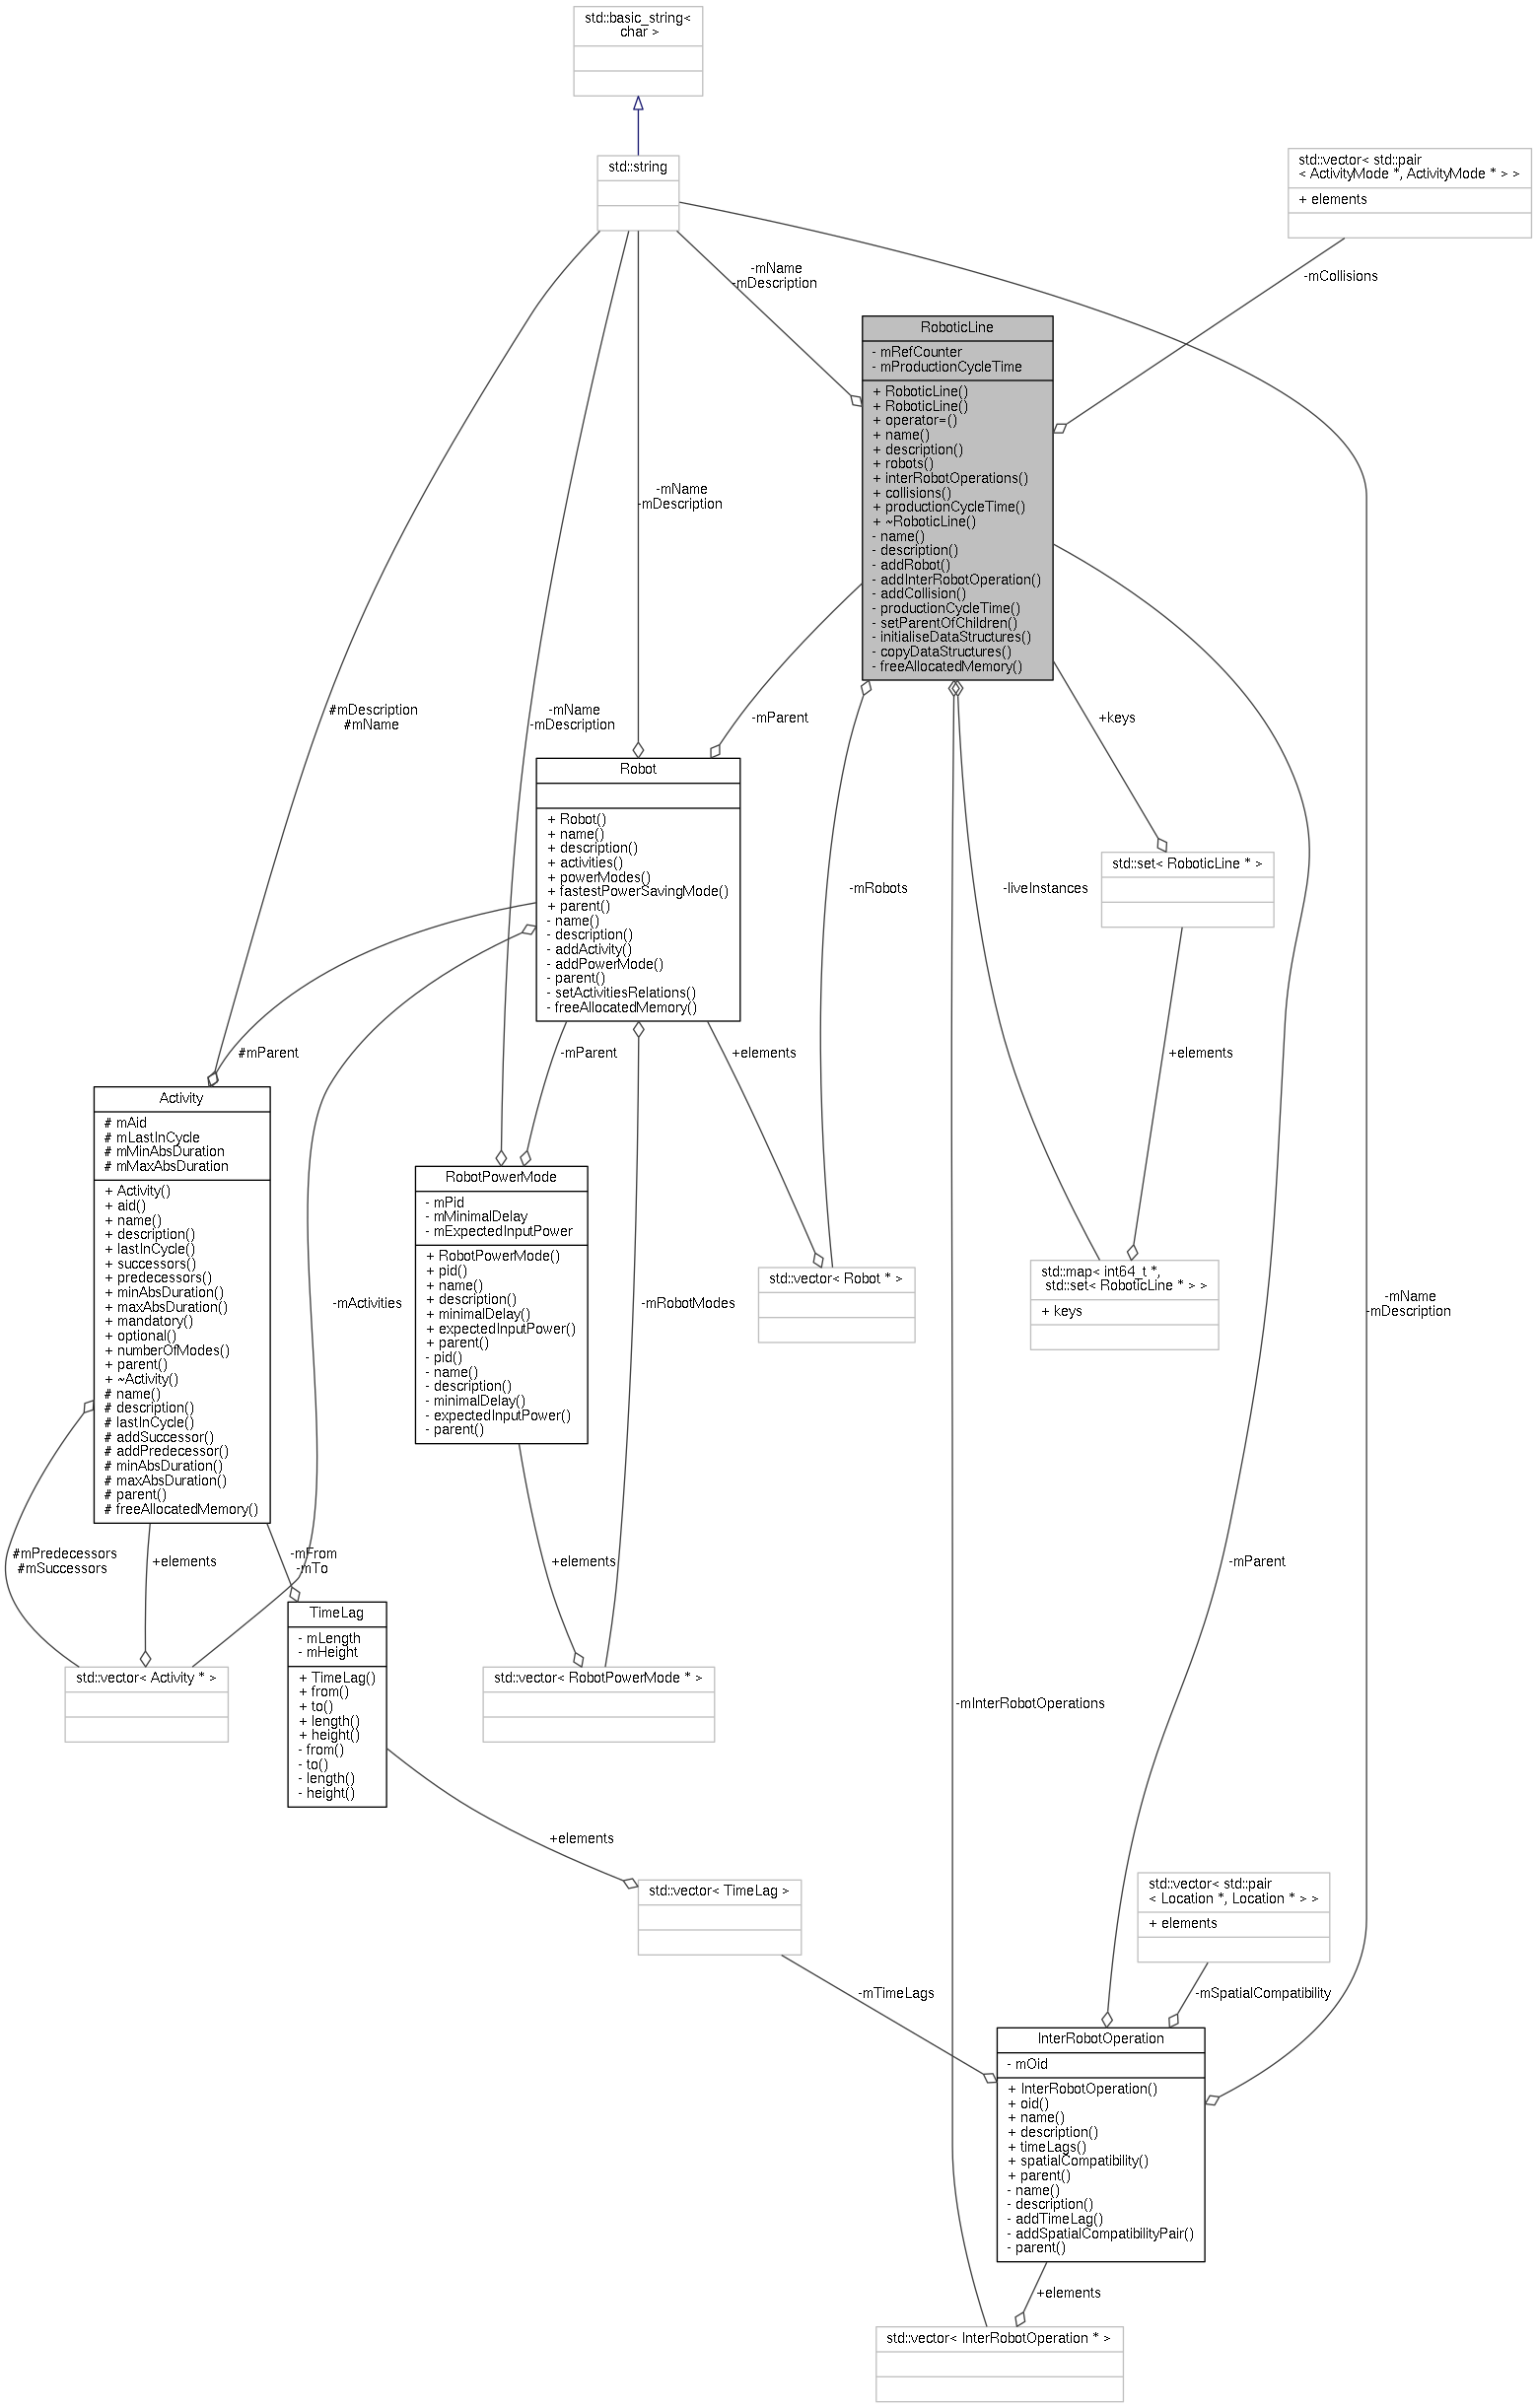 std::basic_string<
char >
std::string
std::vector< std::pair
< ActivityMode *, ActivityMode * > >
+ elements
-mName
-mDescription
-mCollisions
RoboticLine
- mRefCounter
- mProductionCycleTime
+ RoboticLine()
+ RoboticLine()
+ operator=()
+ name()
+ description()
+ robots()
+ interRobotOperations()
+ collisions()
+ productionCycleTime()
+ ~RoboticLine()
- name()
- description()
- addRobot()
- addInterRobotOperation()
- addCollision()
- productionCycleTime()
- setParentOfChildren()
- initialiseDataStructures()
- copyDataStructures()
- freeAllocatedMemory()
-mName
-mDescription
#mDescription
#mName
-mName
-mDescription
-mParent
+keys
Robot
+ Robot()
+ name()
+ description()
+ activities()
+ powerModes()
+ fastestPowerSavingMode()
+ parent()
- name()
- description()
- addActivity()
- addPowerMode()
- parent()
- setActivitiesRelations()
- freeAllocatedMemory()
-mRobots
-liveInstances
std::set< RoboticLine * >
#mParent
-mParent
+elements
+elements
Activity
# mAid
# mLastInCycle
# mMinAbsDuration
# mMaxAbsDuration
+ Activity()
+ aid()
+ name()
+ description()
+ lastInCycle()
+ successors()
+ predecessors()
+ minAbsDuration()
+ maxAbsDuration()
+ mandatory()
+ optional()
+ numberOfModes()
+ parent()
+ ~Activity()
# name()
# description()
# lastInCycle()
# addSuccessor()
# addPredecessor()
# minAbsDuration()
# maxAbsDuration()
# parent()
# freeAllocatedMemory()
-mActivities
RobotPowerMode
- mPid
- mMinimalDelay
- mExpectedInputPower
+ RobotPowerMode()
+ pid()
+ name()
+ description()
+ minimalDelay()
+ expectedInputPower()
+ parent()
- pid()
- name()
- description()
- minimalDelay()
- expectedInputPower()
- parent()
-mRobotModes
std::vector< Robot * >
std::map< int64_t *,
std::set< RoboticLine * > >
+ keys
-mName
-mDescription
#mPredecessors
#mSuccessors
+elements
-mFrom
-mTo
+elements
-mParent
TimeLag
- mLength
- mHeight
+ TimeLag()
+ from()
+ to()
+ length()
+ height()
- from()
- to()
- length()
- height()
std::vector< Activity * >
std::vector< RobotPowerMode * >
-mInterRobotOperations
+elements
std::vector< TimeLag >
std::vector< std::pair
< Location *, Location * > >
+ elements
-mTimeLags
-mSpatialCompatibility
InterRobotOperation
- mOid
+ InterRobotOperation()
+ oid()
+ name()
+ description()
+ timeLags()
+ spatialCompatibility()
+ parent()
- name()
- description()
- addTimeLag()
- addSpatialCompatibilityPair()
- parent()
+elements
std::vector< InterRobotOperation * >